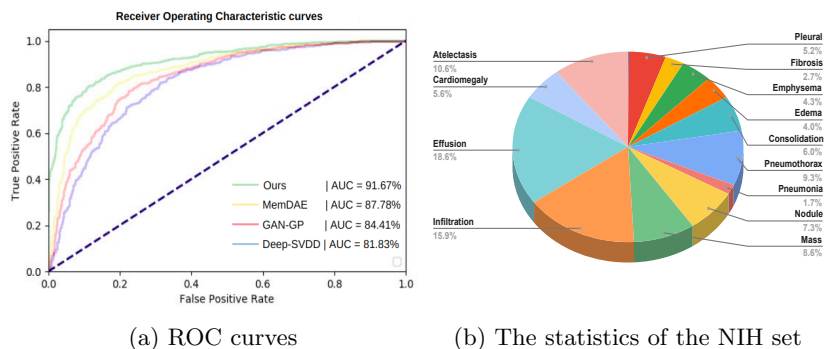 Receiver Operating Characteristic curves
True Positive Rate
1.0
0.8
0.6
0.4
0.2
0.0
Ours | AUC = 91.67%
MemDAE | AUC = 87.78%
GAN-GP | AUC = 84.41%
Deep-SVDD | AUC = 81.83%
0.0
0.2
0.4
0.6
0.8
1.0
False Positive Rate
(a) ROC curves
Atelectasis
10.6%
Cardiomegaly
5.6%
Effusion
18.6%
Infiltration
15.9%
Pleural
5.2%
Fibrosis
2.7%
Emphysema
4.3%
Edema
4.0%
Consolidation
6.0%
Pneumothorax
9.3%
Pneumonia
1.7%
Nodule
7.3%
Mass
8.6%
(b) The statistics of the NIH set